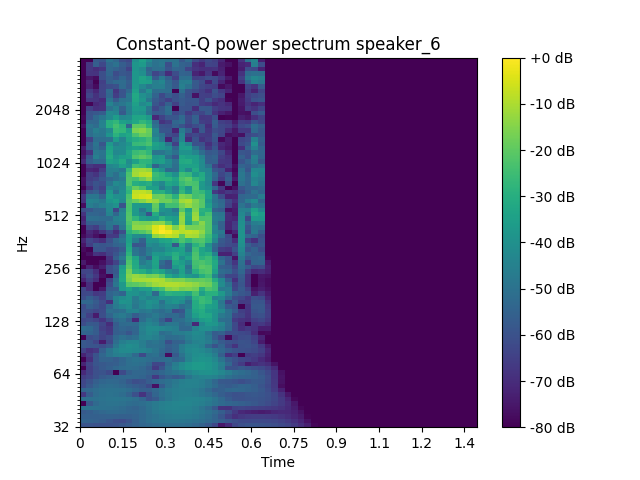 Constant-Q power spectrum speaker_6
+0 dB
2048
-10 dB
1024
-20 dB
512
-30 dB
Hz
-40 dB
256
-50 dB
128
-60 dB
64
-70 dB
32
-80 dB
0 0.15 0.3 0.45 0.6 0.75 0.9 1.1 1.2 1.4
Time